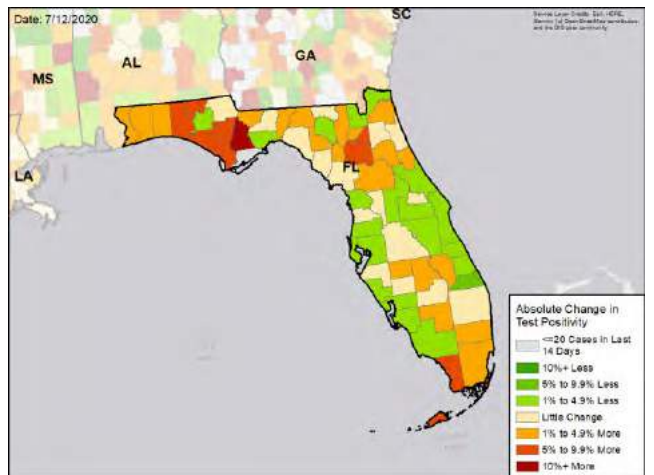 Date: 7/12/2020
SC
AL
GA
MS
LA
FL
Absolute Change in
Test Positivity
<=20 Cases in Last
14 Days
10%+ Less
5% to 9.9% Less
1% to 4.9% Less
Little Change
1% to 4.9% More
5% to 9.9% More
10%+ More